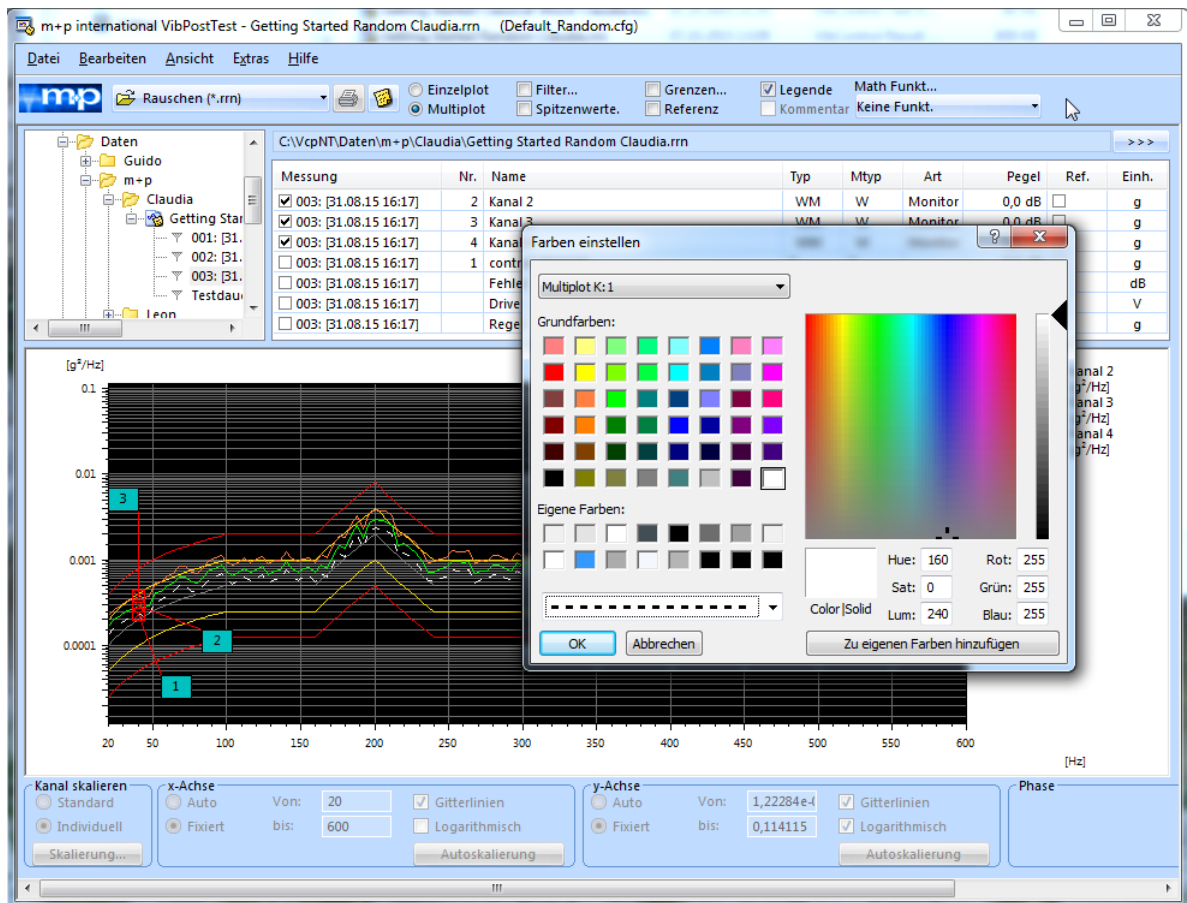 m+p international VibPostTest - Getting Started Random Claudia.rrn (Default_Random.cfg)
Datei Bearbeiten Ansicht Extras Hilfe
m+p Rauschen (*.rrn) Einzelplot Filter... Grenzen... Legende Math Funkt...
Multiplot Spitzenwerte. Referenz Kommentar Keine Funkt.
Daten
Guido
m+p
Claudia
Getting Star
001: [31.
002: [31.
003: [31.
Testdau
Leon
C:\VcpNT\Daten\m+p\Claudia\Getting Started Random Claudia.rrn >>>
Messung Nr. Name Typ Mtyp Art Pegel Ref. Einh.
003: [31.08.15 16:17] 2 Kanal 2 WM W Monitor 0,0 dB g
003: [31.08.15 16:17] 3 Kanal 3 WM W Monitor 0,0 dB g
003: [31.08.15 16:17] 4 Kanal g
003: [31.08.15 16:17] 1 contr g
003: [31.08.15 16:17] Fehle dB
003: [31.08.15 16:17] Drive V
003: [31.08.15 16:17] Rege g
Farben einstellen
Multiplot K:1
Grundfarben:
Eigene Farben:
Color|Solid
Hue: 160 Rot: 255
Sat: 0 Grün: 255
Lum: 240 Blau: 255
OK Abbrechen Zu eigenen Farben hinzufügen
anal 2
g²/Hz]
anal 3
g²/Hz]
anal 4
g²/Hz]
[g²/Hz]
0.1
0.01
0.001
0.0001
3
2
1
20 50 100 150 200 250 300 350 400 450 500 550 600
[Hz]
Kanal skalieren
Standard
Individuell
Skalierung...
x-Achse
Auto Von: 20 Gitterlinien
Fixiert bis: 600 Logarithmisch
Autoskalierung
y-Achse
Auto Von: 1,22284e-( Gitterlinien
Fixiert bis: 0,114115 Logarithmisch
Autoskalierung
Phase